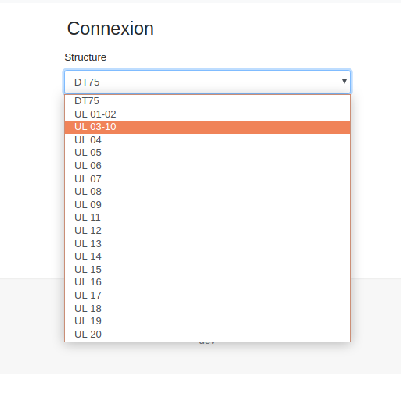 Connexion
Structure
DT75
DT75
UL 01-02
UL 03-10
UL 04
UL 05
UL 06
UL 07
UL 08
UL 09
UL 11
UL 12
UL 13
UL 14
UL 15
UL 16
UL 17
UL 18
UL 19
UL 20